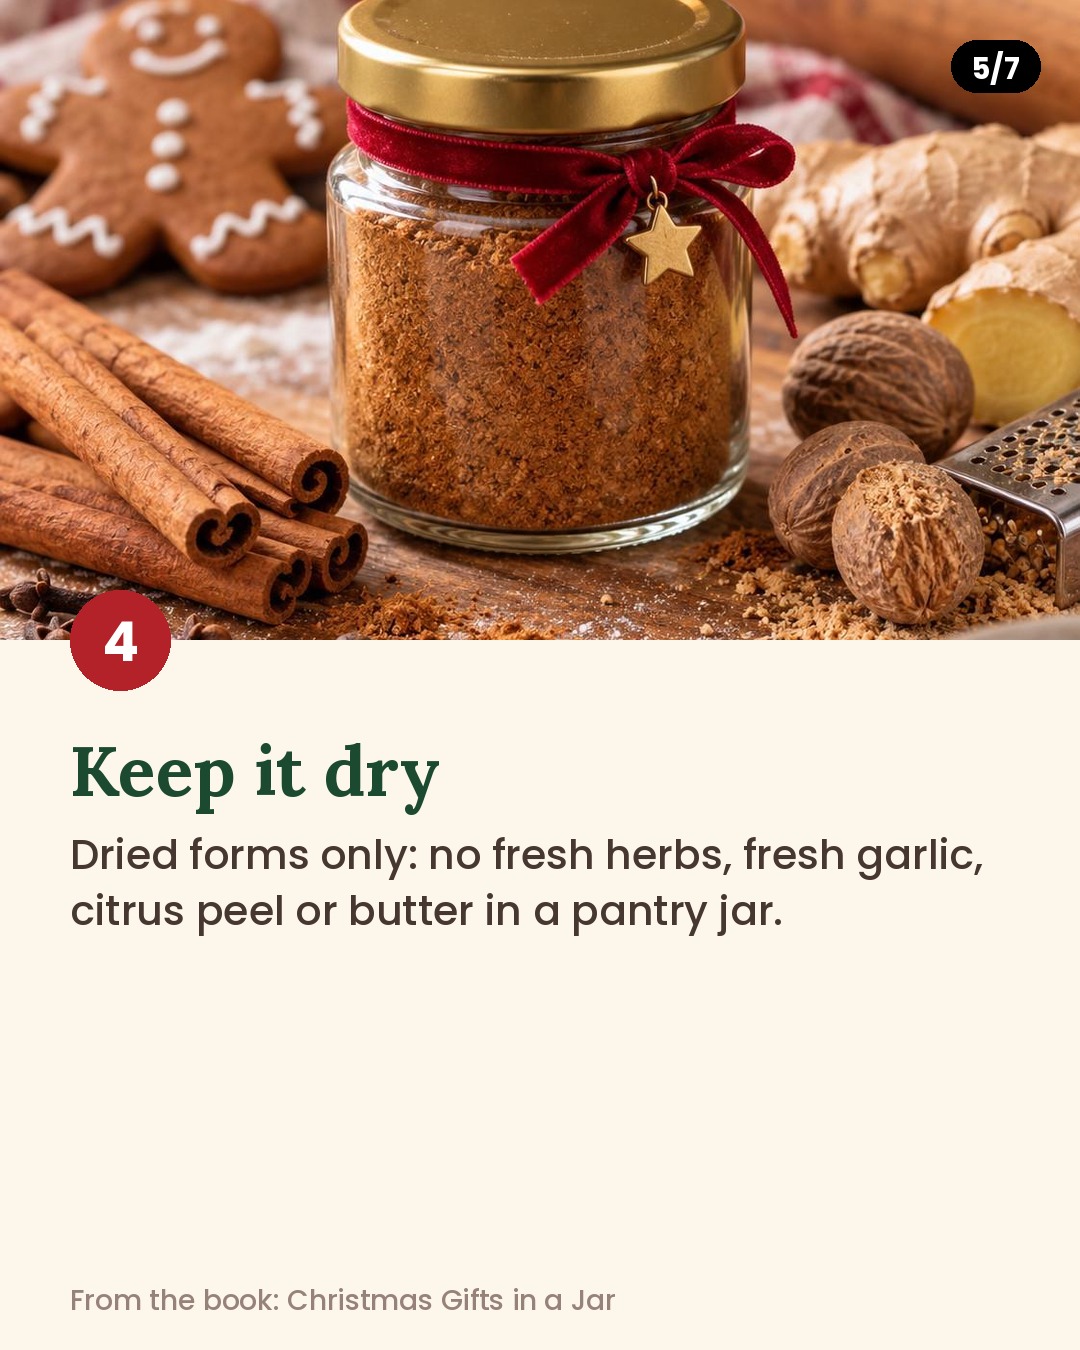 5/7
4
Keep it dry
Dried forms only: no fresh herbs, fresh garlic,
citrus peel or butter in a pantry jar.
From the book: Christmas Gifts in a Jar